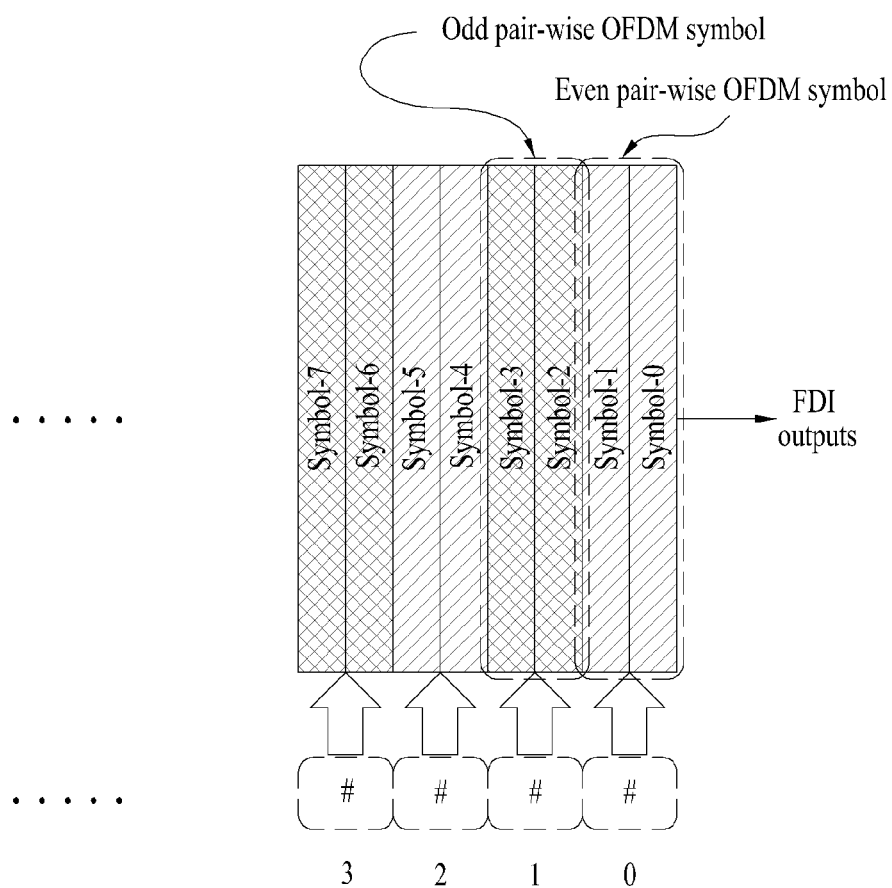 Odd pair-wise OFDM symbol
Even pair-wise OFDM symbol
Symbol-7
Symbol-6
Symbol-5
Symbol-4
Symbol-3
Symbol-2
Symbol-1
Symbol-0
FDI
outputs
# # # #
3 2 1 0